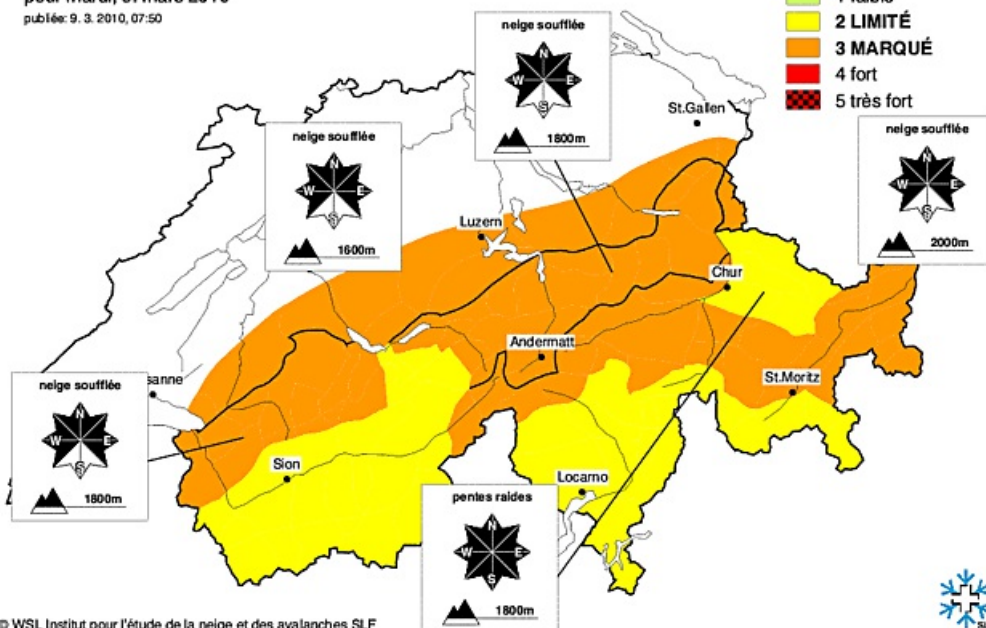 publiée: 9. 3. 2010, 07:50
2 LIMITÉ
3 MARQUÉ
4 fort
5 très fort
neige soufflée
N
W E
S
1800m
St.Gallen
neige soufflée
N
W E
S
1600m
neige soufflée
N
W E
S
2000m
Luzern
Chur
Andermatt
St.Moritz
neige soufflée
N
W E
S
1800m
Sion
Locarno
pentes raides
N
W E
S
1800m
© WSL Institut pour l'étude de la neige et des avalanches SLF